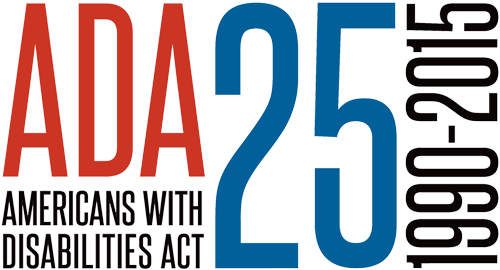 ADA
AMERICANS WITH
DISABILITIES ACT
25
1990-2015